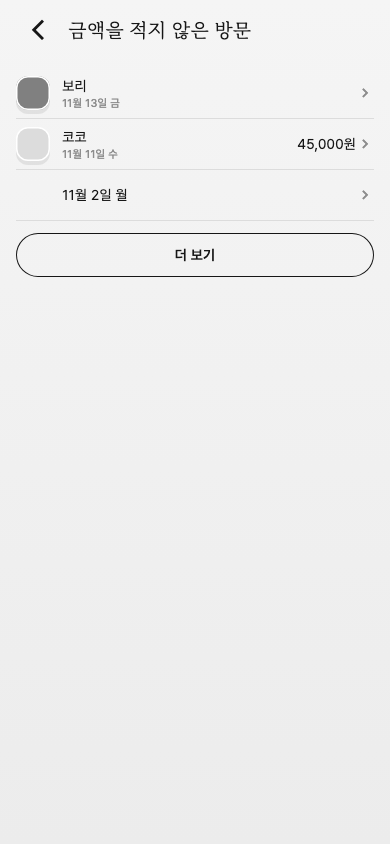 금액을 적지 않은 방문
보리
11월 13일 금
코코
11월 11일 수
45,000원
11월 2일 월
더 보기